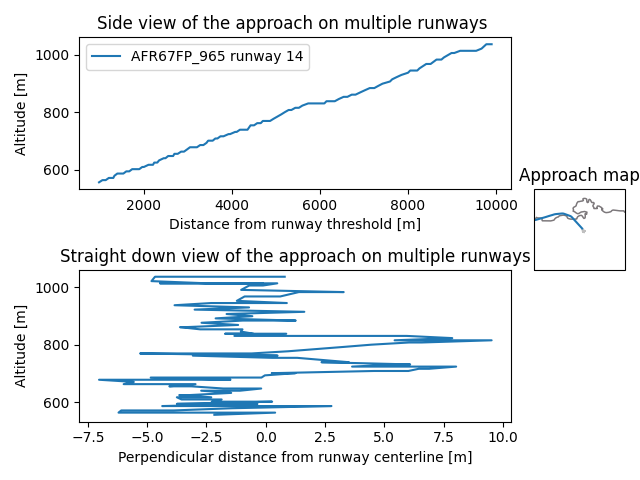 Side view of the approach on multiple runways
AFR67FP_965 runway 14
Altitude [m]
1000
800
600
2000 4000 6000 8000 10000
Distance from runway threshold [m]
Approach map
Straight down view of the approach on multiple runways
Altitude [m]
1000
800
600
−7.5 −5.0 −2.5 0.0 2.5 5.0 7.5 10.0
Perpendicular distance from runway centerline [m]